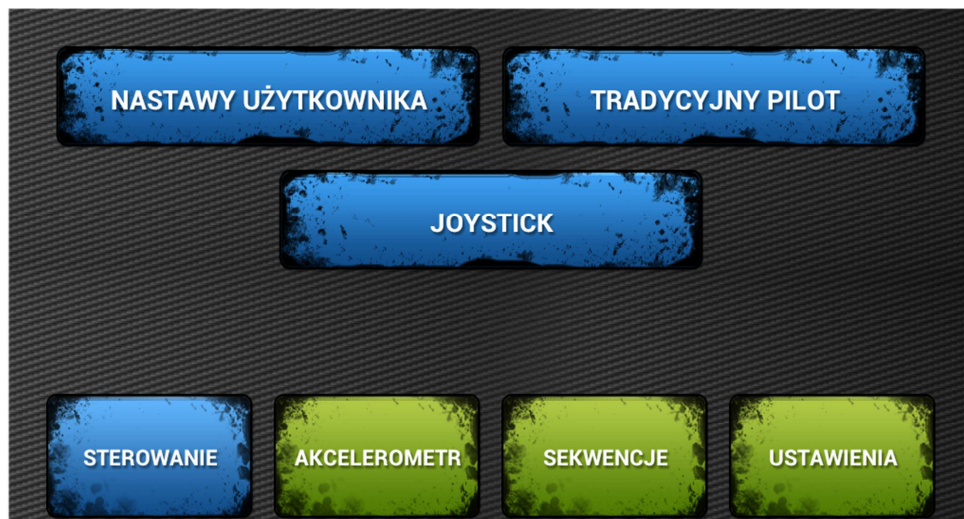 NASTAWY UŻYTKOWNIKA
TRADYCYJNY PILOT
JOYSTICK
STEROWANIE
AKCELEROMETR
SEKWENCJE
USTAWIENIA